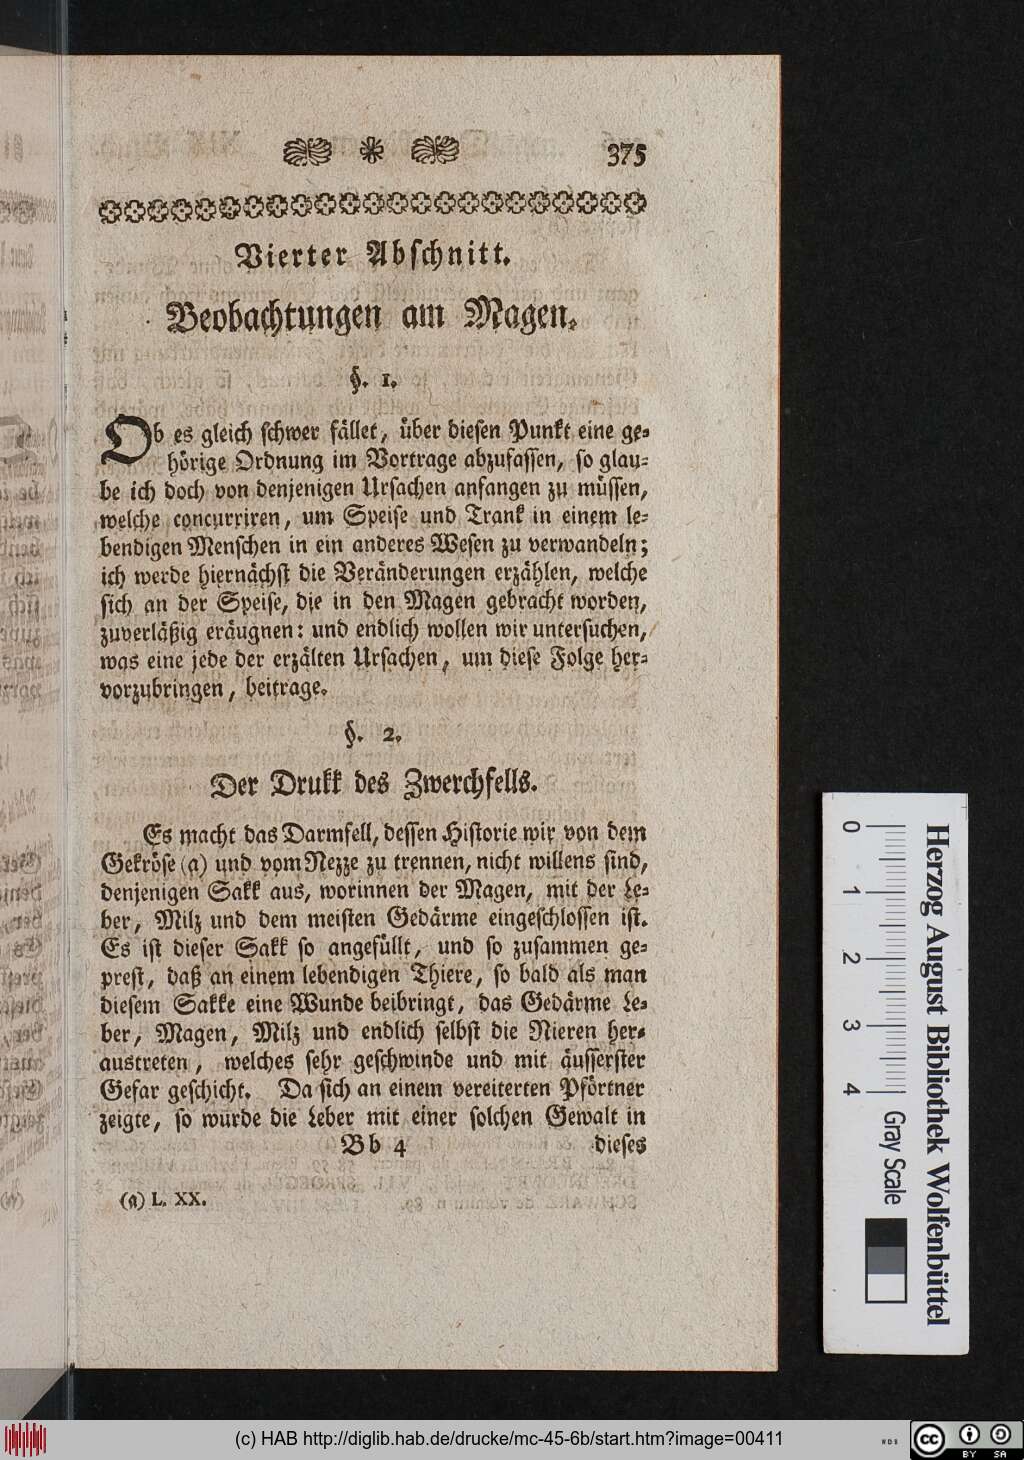 375
Vierter Abschnitt.
Beobachtungen am Magen.
§. 1.
Ob es gleich schwer fället, über diesen Punkt eine ge-
hörige Ordnung im Vortrage abzufassen, so glau-
be ich doch von denjenigen Ursachen anfangen zu müssen,
welche concurriren, um Speise und Trank in einem le-
bendigen Menschen in ein anderes Wesen zu verwandeln;
ich werde hiernächst die Veränderungen erzählen, welche
sich an der Speise, die in den Magen gebracht worden,
zuverläßig eräugnen: und endlich wollen wir untersuchen,
was eine jede der erzälten Ursachen, um diese Folge her-
vorzubringen, beitrage.
§. 2.
Der Drukk des Zwerchfells.
Es macht das Darmfell, dessen Historie wir von dem
Gekröse (a) und vom Nezze zu trennen, nicht willens sind,
denjenigen Sakk aus, worinnen der Magen, mit der Le-
ber, Milz und dem meisten Gedärme eingeschlossen ist.
Es ist dieser Sakk so angefüllt, und so zusammen ge-
prest, daß an einem lebendigen Thiere, so bald als man
diesem Sakke eine Wunde beibringt, das Gedärme Le-
ber, Magen, Milz und endlich selbst die Nieren her-
austreten, welches sehr geschwinde und mit äusserster
Gefar geschicht. Da sich an einem vereiterten Pförtner
zeigte, so wurde die Leber mit einer solchen Gewalt in
Bb 4 dieses
(a) L. XX.
Herzog August Bibliothek Wolfenbüttel
0 1 2 3 4 Gray Scale
(c) HAB http://diglib.hab.de/drucke/mc-45-6b/start.htm?image=00411
cc BY SA